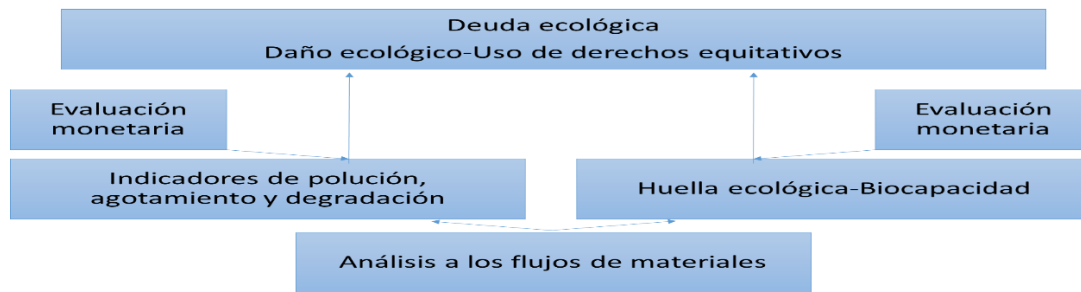 Deuda ecológica
Daño ecológico-Uso de derechos equitativos
Evaluación
monetaria
Evaluación
monetaria
Indicadores de polución,
agotamiento y degradación
Huella ecológica-Biocapacidad
Análisis a los flujos de materiales